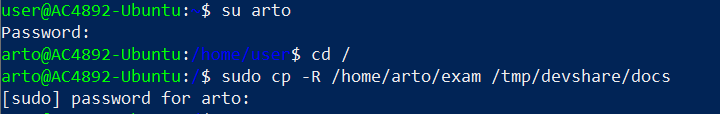 user@AC4892-Ubuntu:~$ su arto
Password:
arto@AC4892-Ubuntu:/home/user$ cd /
arto@AC4892-Ubuntu:/$ sudo cp -R /home/arto/exam /tmp/devshare/docs
[sudo] password for arto: